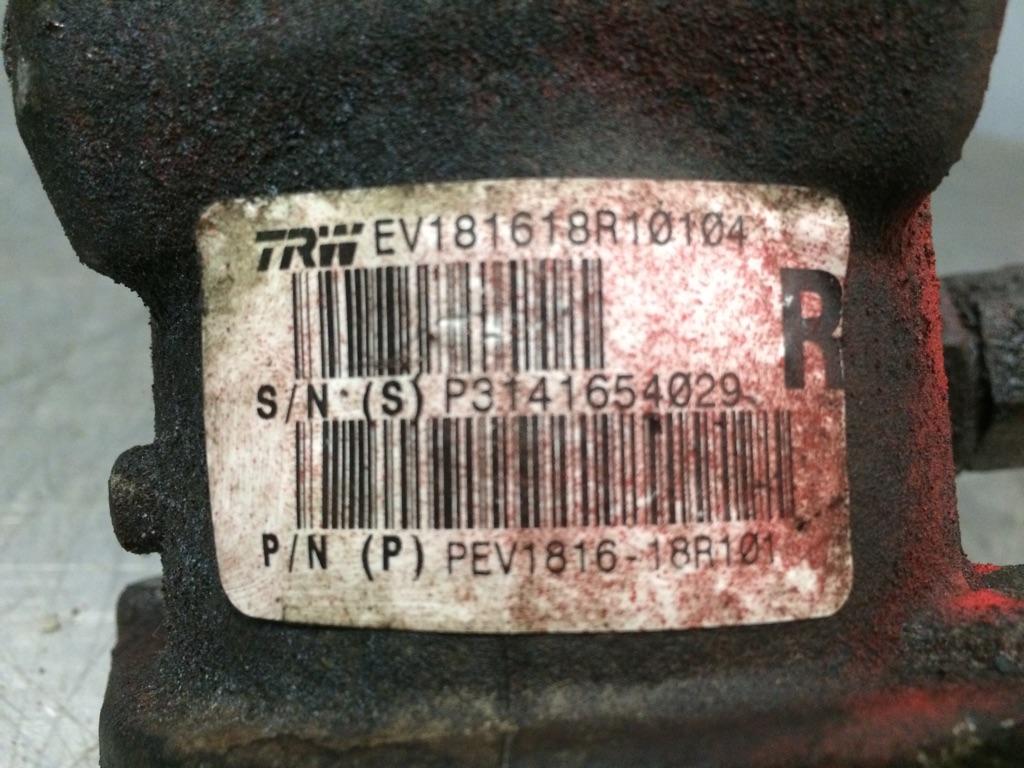 TRW EV181618R10104
R
S/N (S) P3141654029
P/N (P) PEV1816-18R101